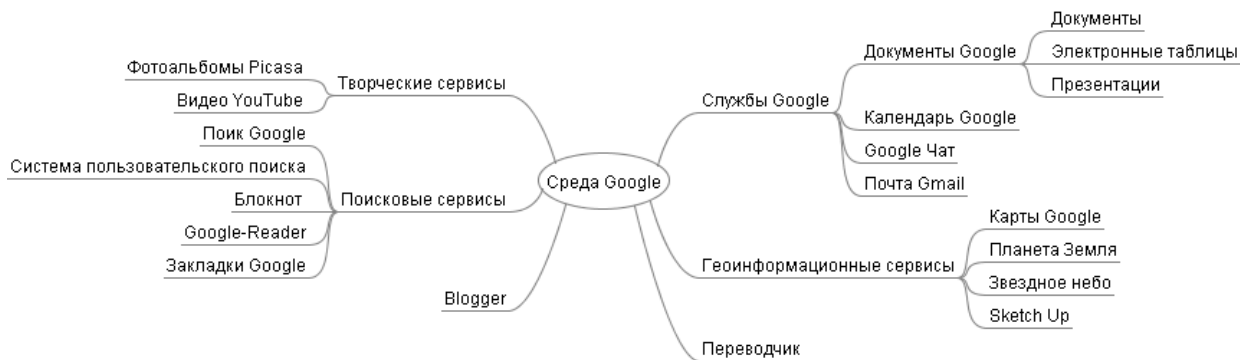 Среда Google
Творческие сервисы
Фотоальбомы Picasa
Видео YouTube
Поисковые сервисы
Поик Google
Система пользовательского поиска
Блокнот
Google-Reader
Закладки Google
Blogger
Службы Google
Документы Google
Документы
Электронные таблицы
Презентации
Календарь Google
Google Чат
Почта Gmail
Геоинформационные сервисы
Карты Google
Планета Земля
Звездное небо
Sketch Up
Переводчик